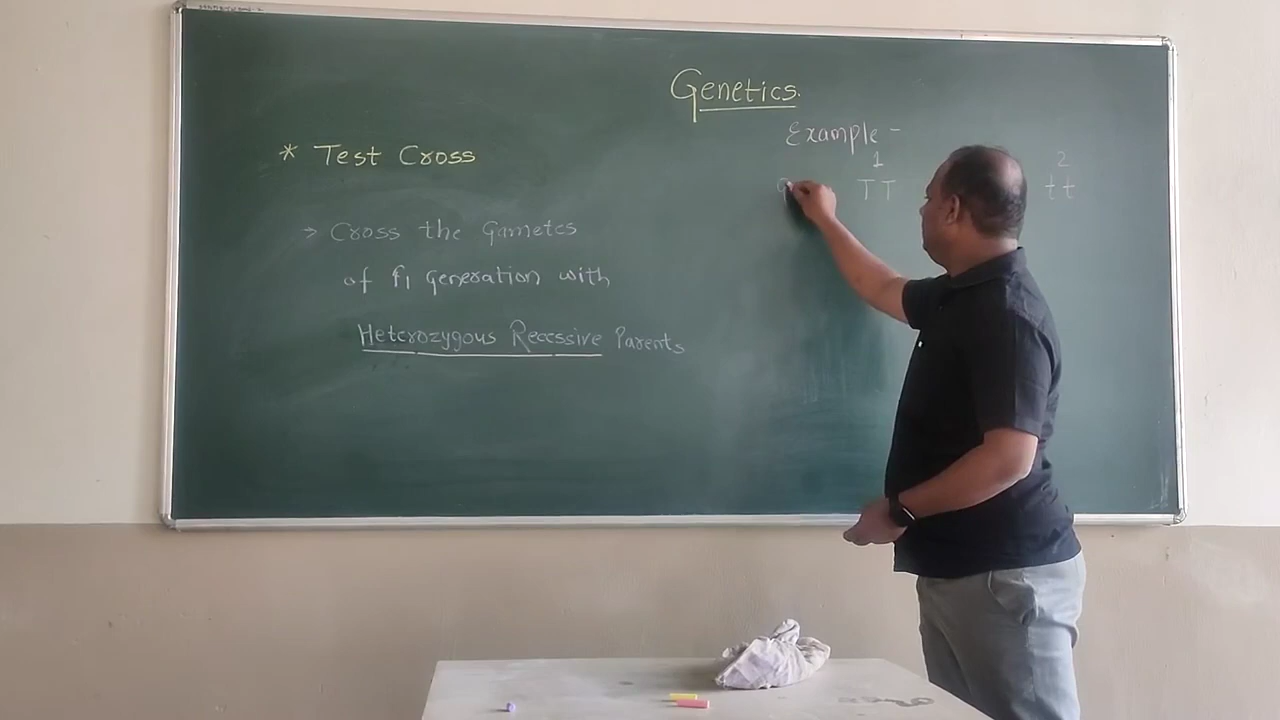 Genetics.
* Test Cross
> Cross the Gametes
of f1 generation with
Heterozygous Recessive Parents
Example -
1 2
TT tt